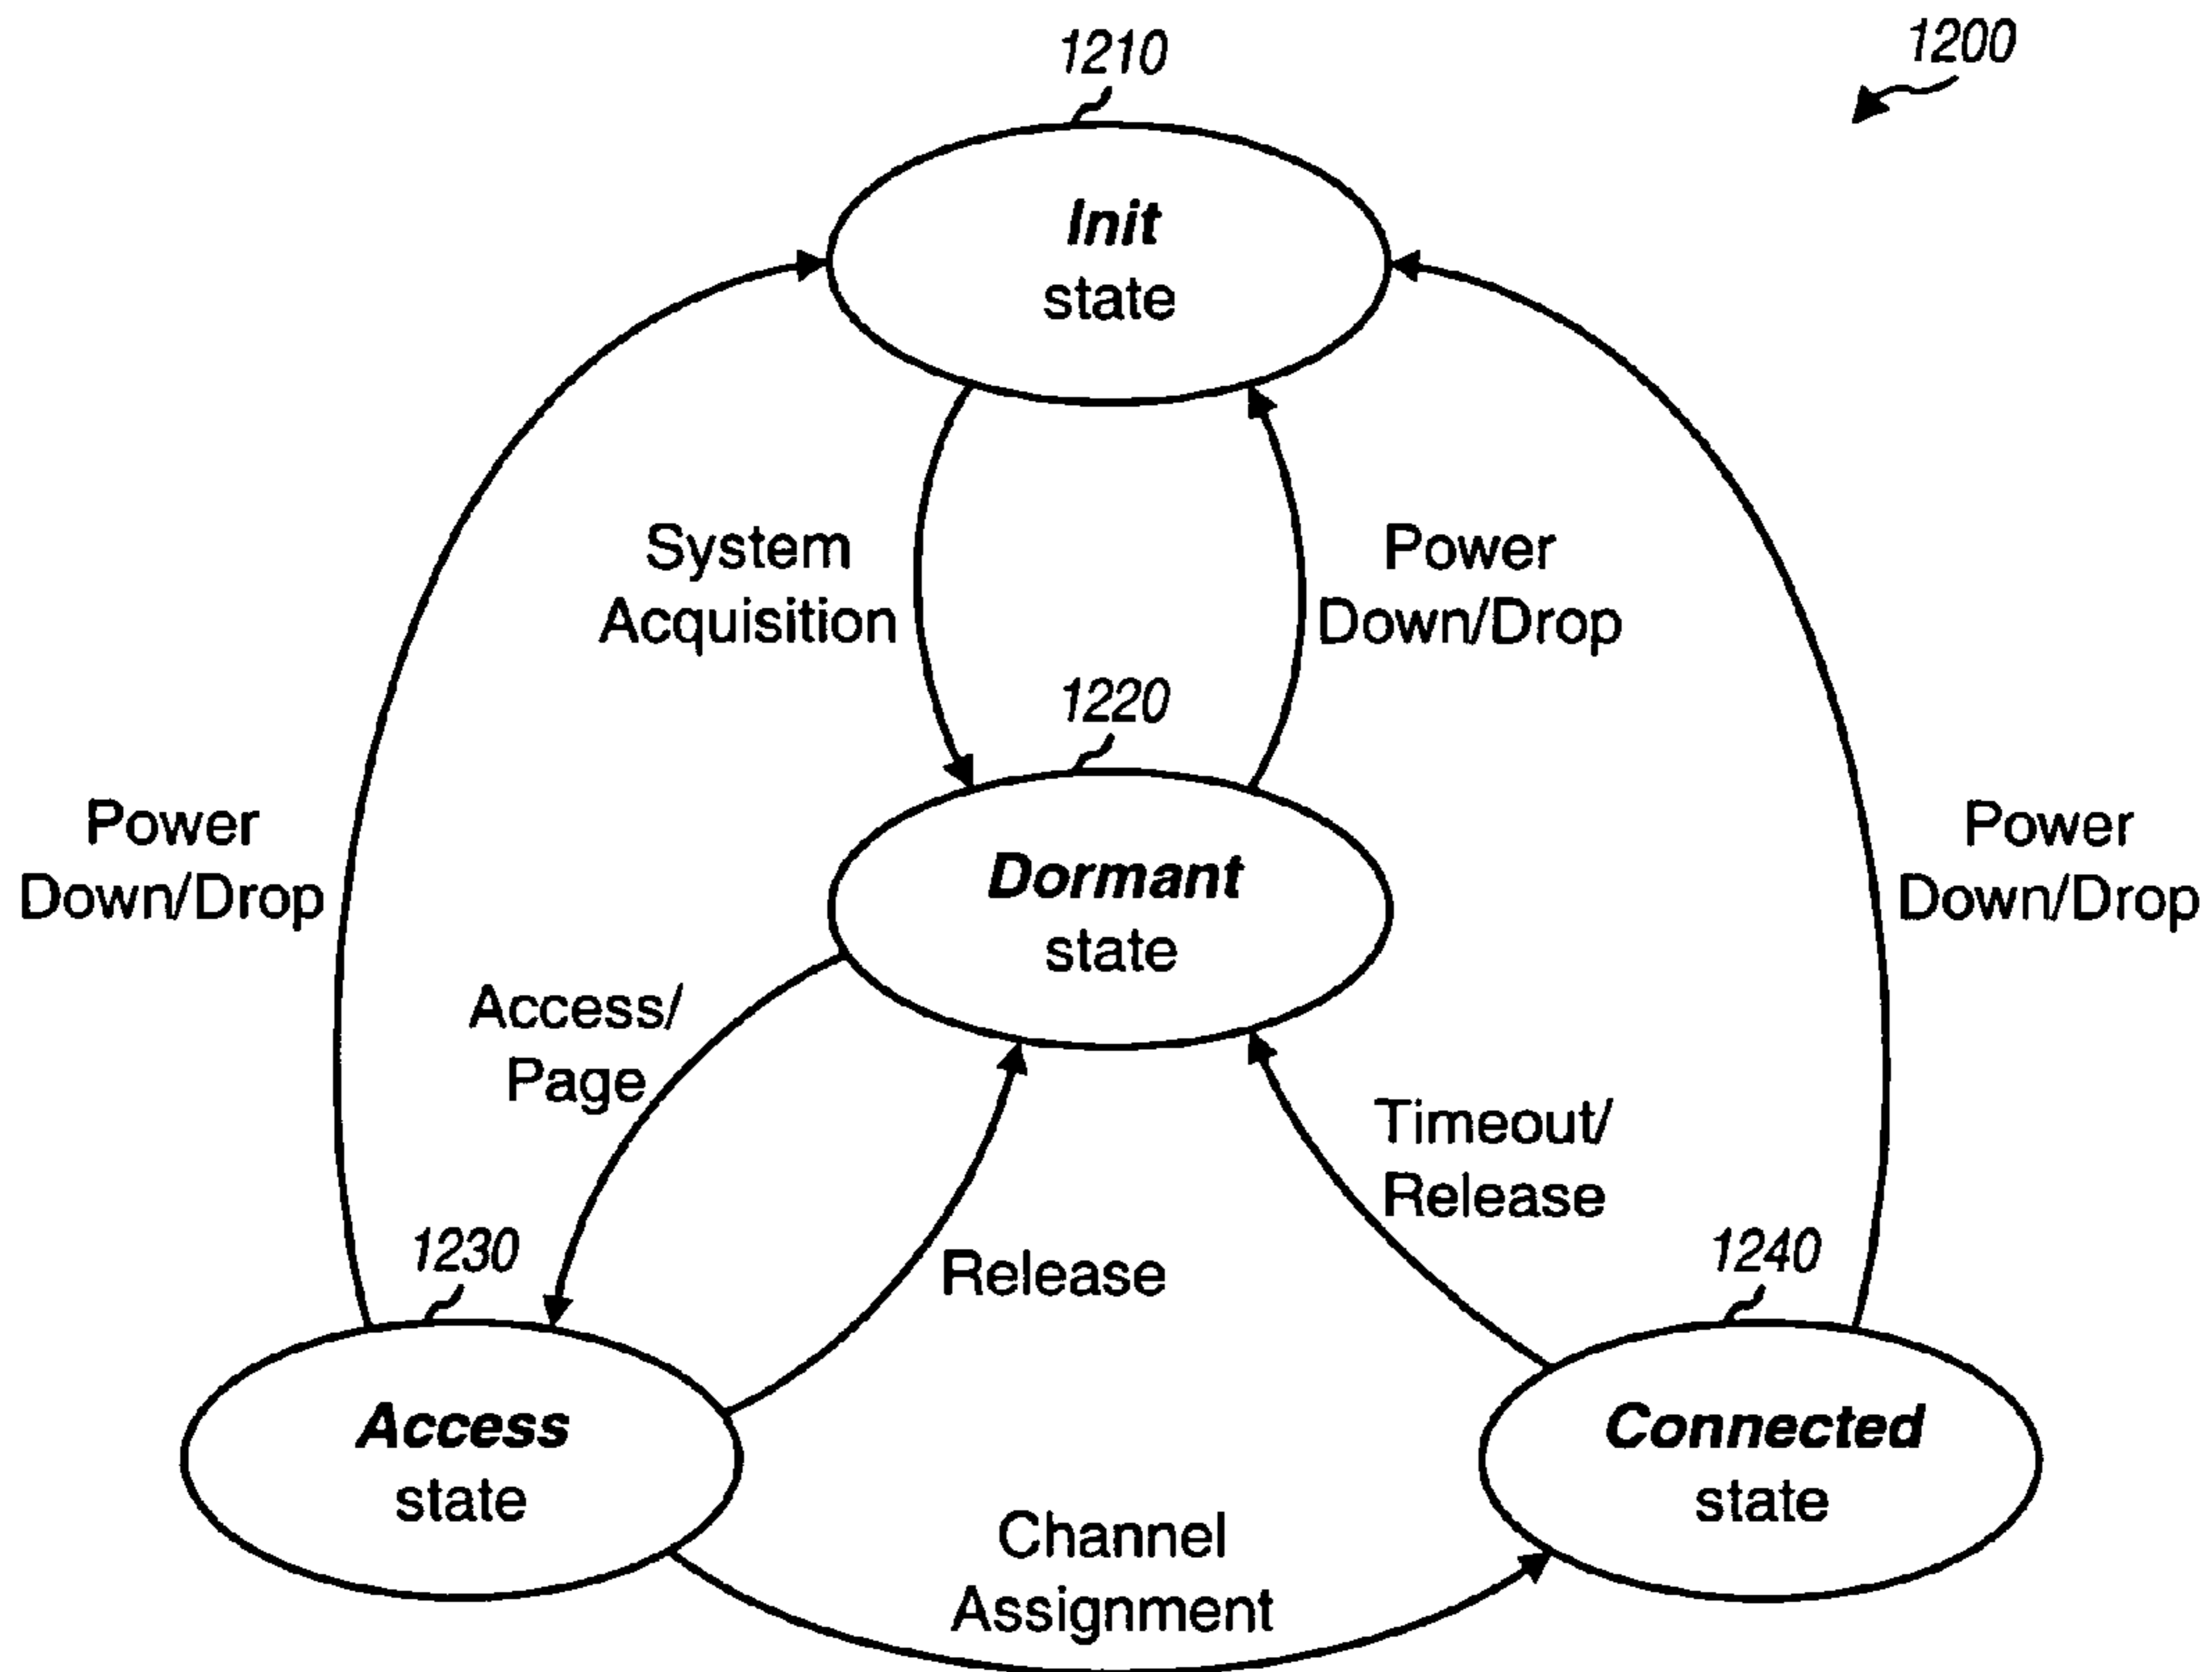 1210
1200
Init
state
System
Acquisition
Power
Down/Drop
1220
Power
Down/Drop
Dormant
state
Power
Down/Drop
Access/
Page
Timeout/
Release
1230
Release
1240
Access
state
Connected
state
Channel
Assignment